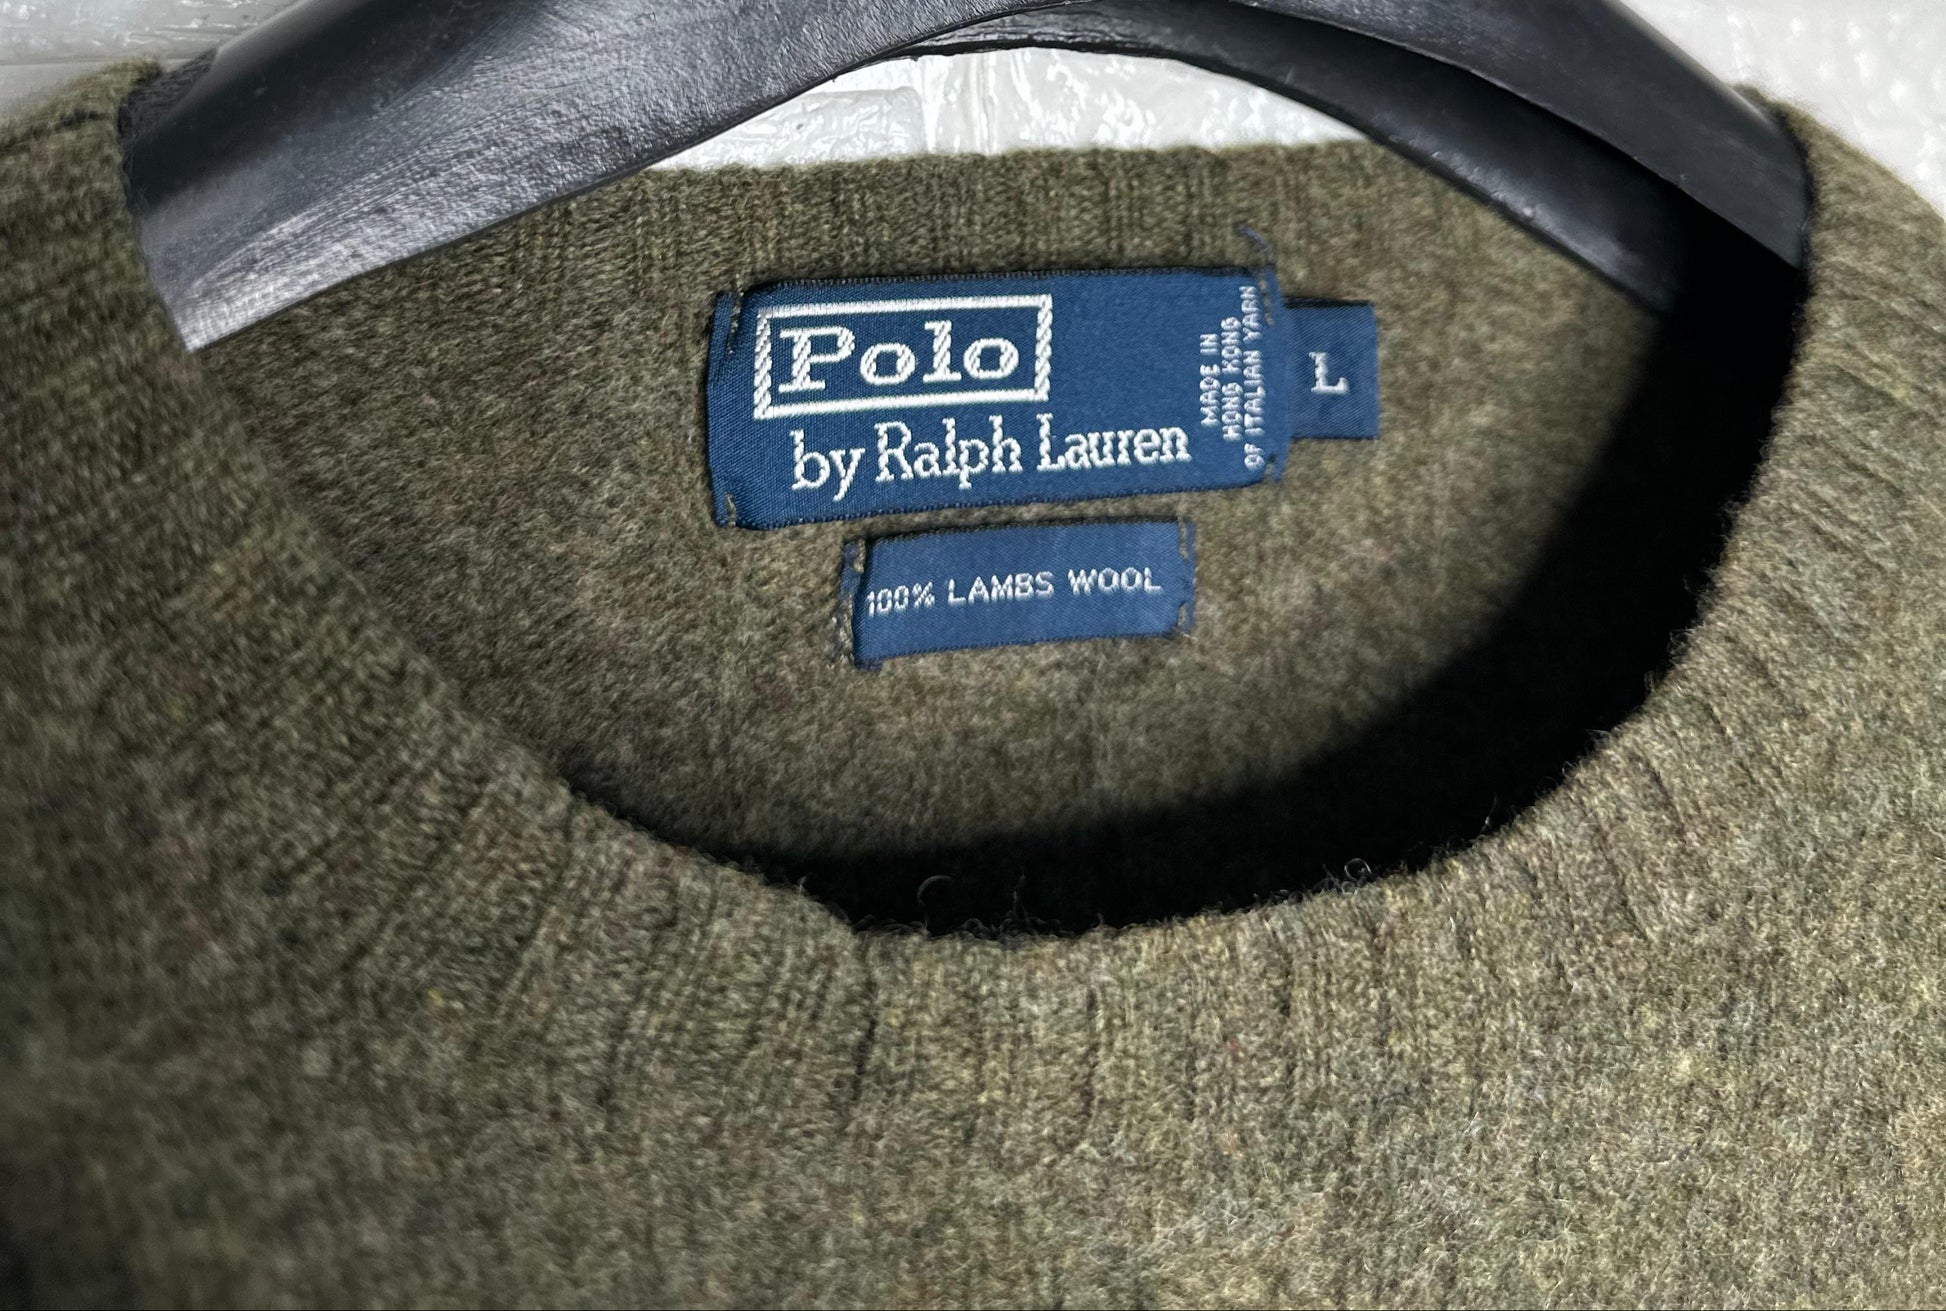 Polo
by Ralph Lauren
MADE IN
HONG KONG
OF ITALIAN YARN
L
100% LAMBS WOOL